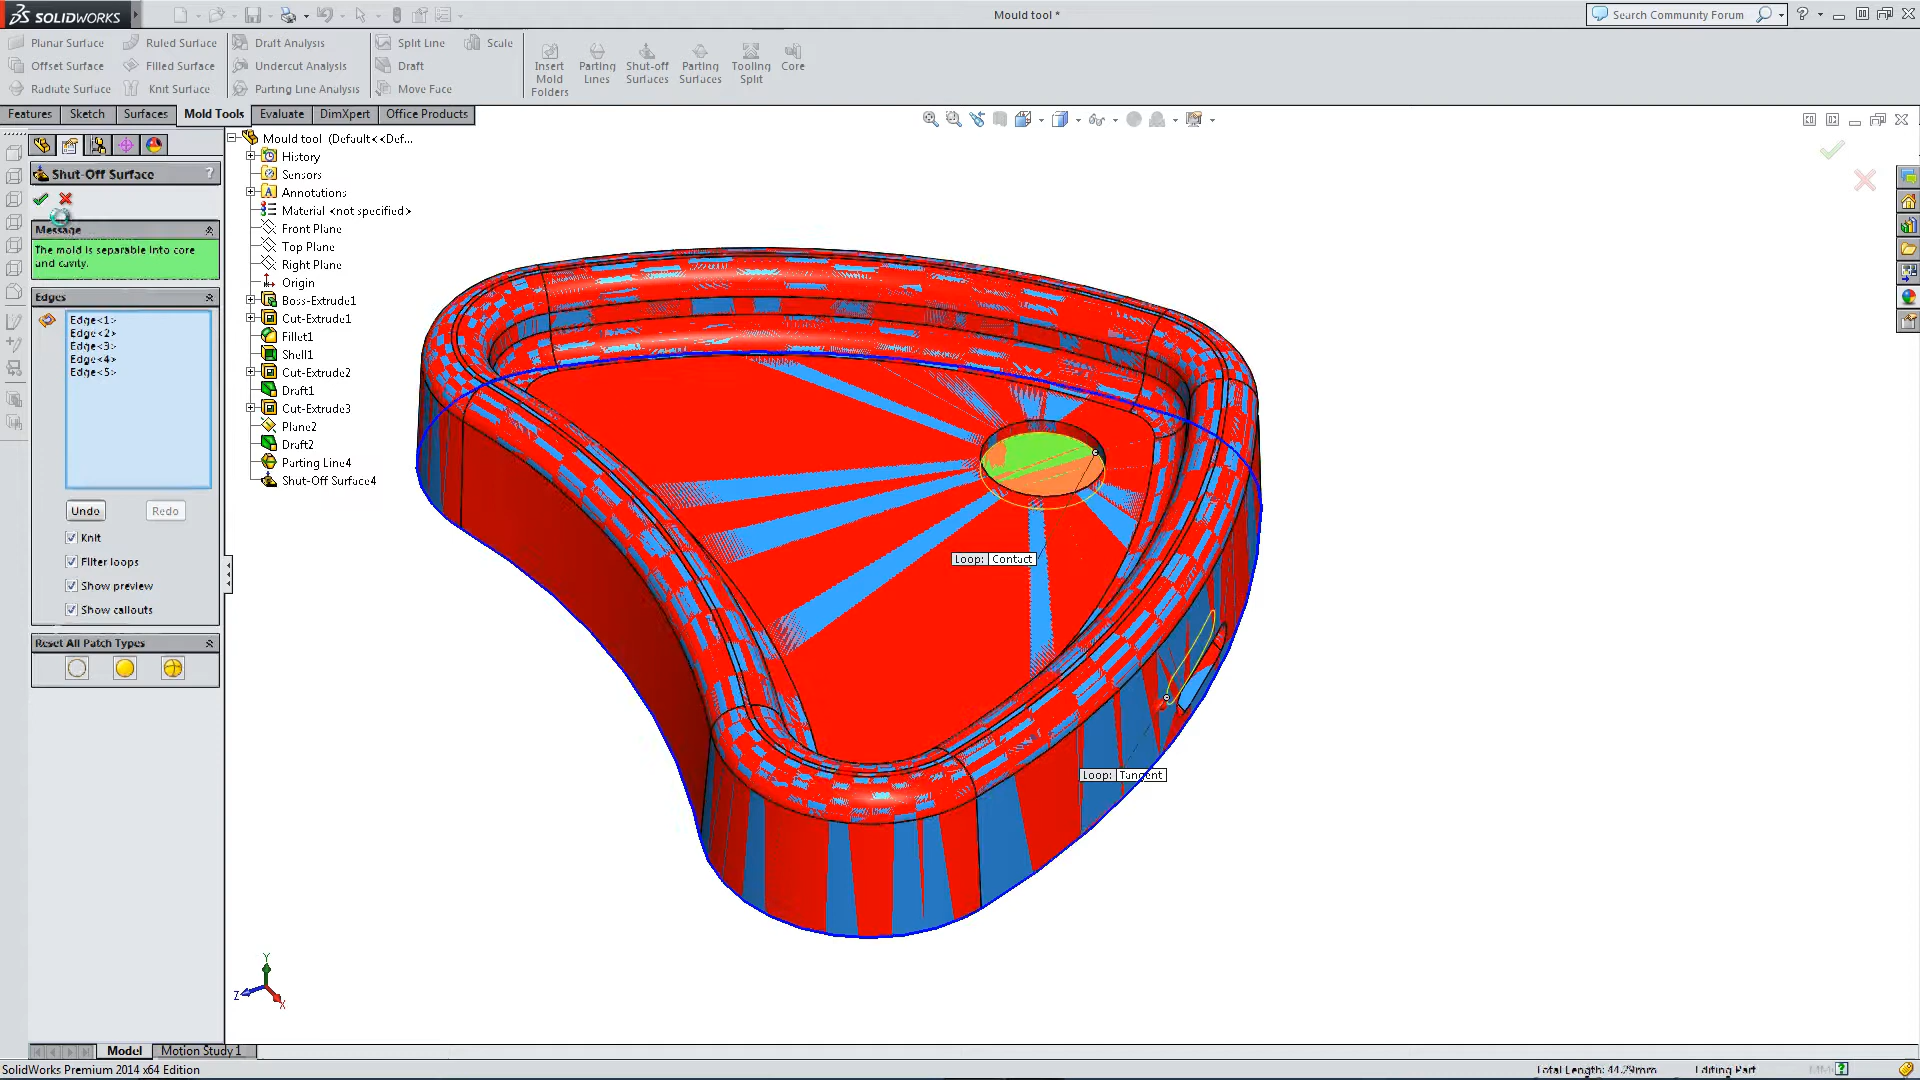 SOLIDWORKS
Mould tool *
Search Community Forum
Planar Surface
Ruled Surface
Draft Analysis
Split Line
Scale
Offset Surface
Filled Surface
Undercut Analysis
Draft
Radiate Surface
Knit Surface
Parting Line Analysis
Move Face
Insert Mold Folders
Parting Lines
Shut-off Surfaces
Parting Surfaces
Tooling Split
Core
Features
Sketch
Surfaces
Mold Tools
Evaluate
DimXpert
Office Products
Shut-Off Surface
?
Message
The mold is separable into core
and cavity.
Edges
Edge<1>
Edge<2>
Edge<3>
Edge<4>
Edge<5>
Undo
Redo
Knit
Filter loops
Show preview
Show callouts
Reset All Patch Types
Mould tool (Default<<Def...
History
Sensors
Annotations
Material <not specified>
Front Plane
Top Plane
Right Plane
Origin
Boss-Extrude1
Cut-Extrude1
Fillet1
Shell1
Cut-Extrude2
Draft1
Cut-Extrude3
Plane2
Draft2
Parting Line4
Shut-Off Surface4
Loop: Contact
Loop: Tangent
Y
Z
X
Model
Motion Study 1
SolidWorks Premium 2014 x64 Edition
Total Length: 44.29mm
Editing Part